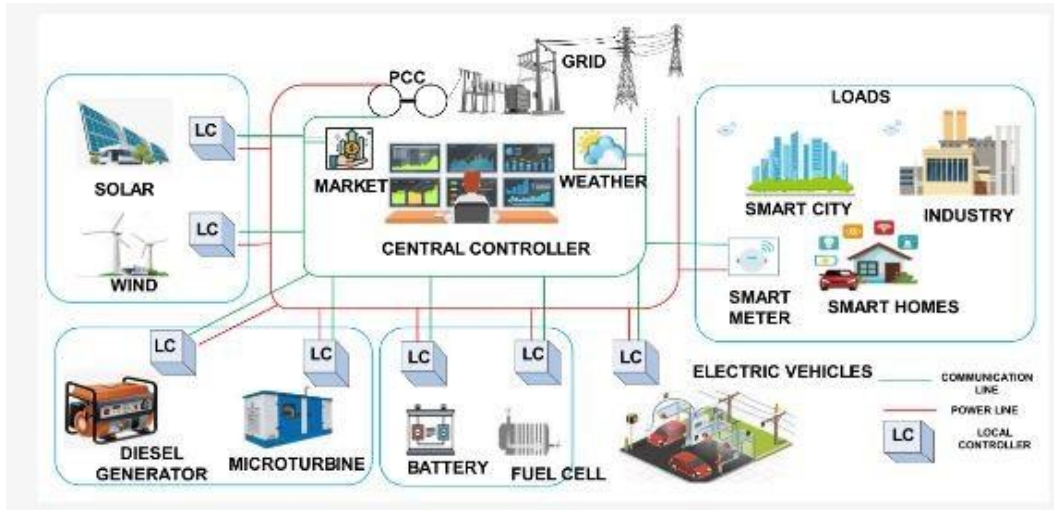 GRID
PCC
LOADS
LC
SOLAR
MARKET
WEATHER
SMART CITY
INDUSTRY
LC
WIND
CENTRAL CONTROLLER
SMART
METER
SMART HOMES
LC
LC
LC
LC
LC
DIESEL
GENERATOR
MICROTURBINE
BATTERY
FUEL CELL
ELECTRIC VEHICLES
COMMUNICATION
LINE
POWER LINE
LC
LOCAL
CONTROLLER